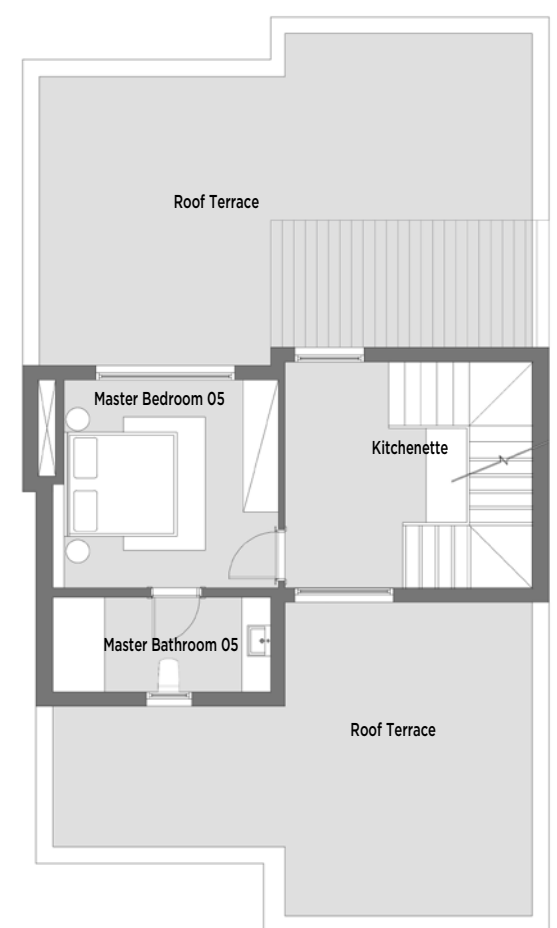 Roof Terrace
Master Bedroom 05
Kitchenette
Master Bathroom 05
Roof Terrace